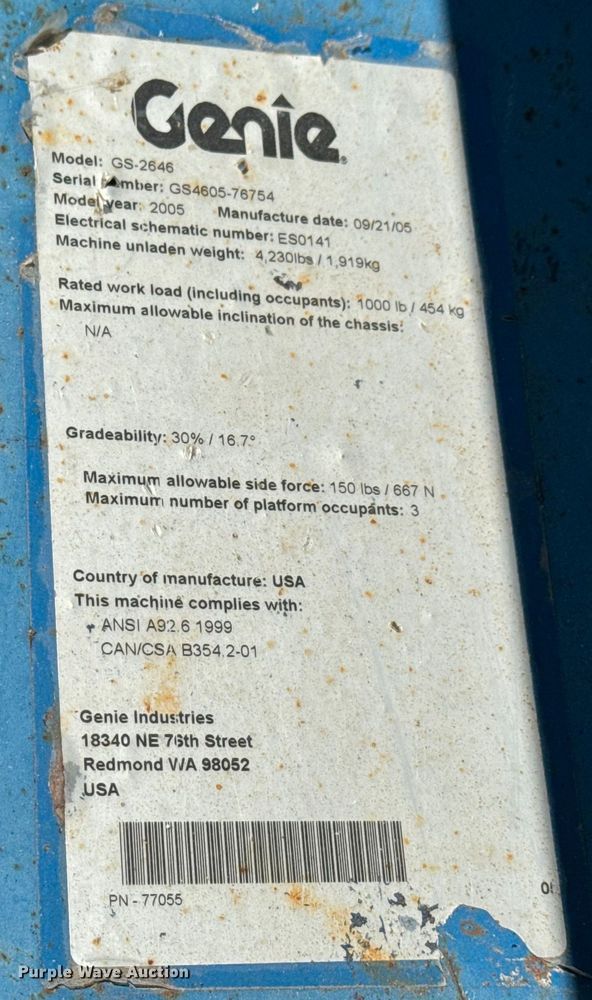 Genie
Model: GS-2646
Serial Number: GS4605-76754
Model year: 2005 Manufacture date: 09/21/05
Electrical schematic number: ES0141
Machine unladen weight: 4,230lbs / 1,919kg
Rated work load (including occupants): 1000 lb / 454 kg
Maximum allowable inclination of the chassis:
N/A
Gradeability: 30% / 16.7°
Maximum allowable side force: 150 lbs / 667 N
Maximum number of platform occupants: 3
Country of manufacture: USA
This machine complies with:
ANSI A92.6 1999
CAN/CSA B354.2-01
Genie Industries
18340 NE 76th Street
Redmond WA 98052
USA
PN - 77055
Purple Wave Auction